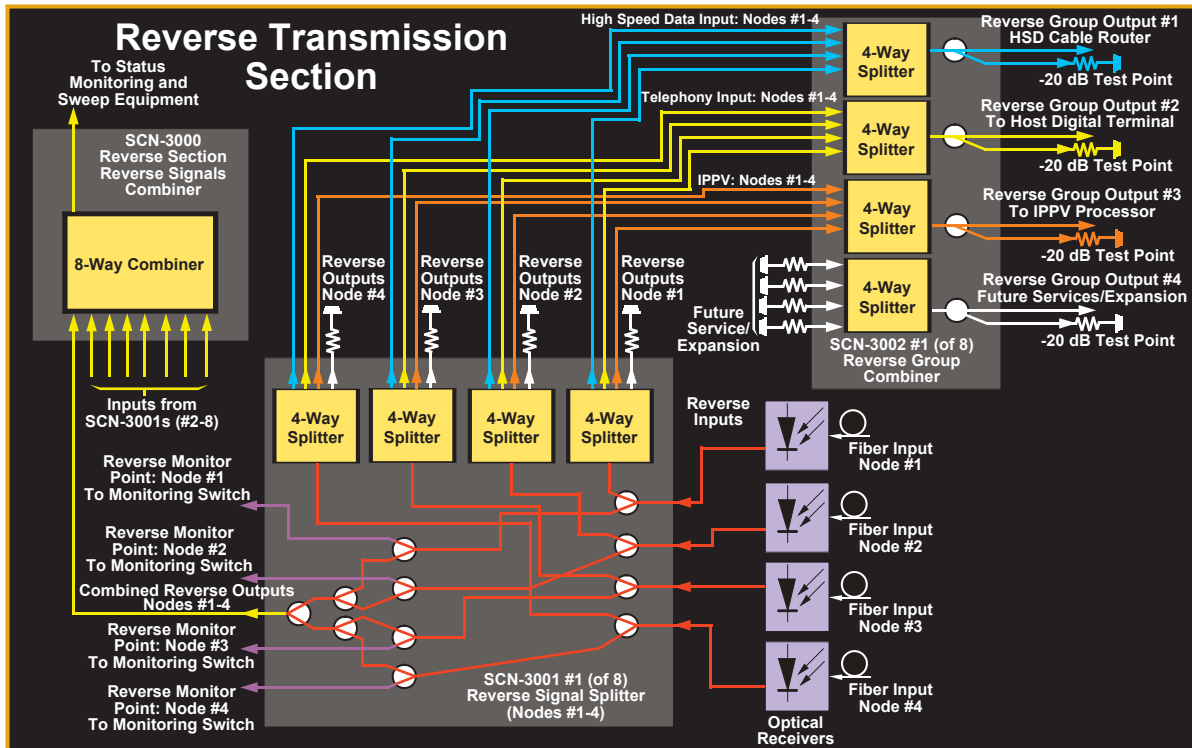 Reverse Transmission
Section
To Status
Monitoring and
Sweep Equipment
SCN-3000
Reverse Section
Reverse Signals
Combiner
8-Way Combiner
Inputs from
SCN-3001s (#2-8)
High Speed Data Input: Nodes #1-4
Telephony Input: Nodes #1-4
IPPV: Nodes #1-4
4-Way
Splitter
4-Way
Splitter
4-Way
Splitter
4-Way
Splitter
Reverse Group Output #1
HSD Cable Router
-20 dB Test Point
Reverse Group Output #2
To Host Digital Terminal
-20 dB Test Point
Reverse Group Output #3
To IPPV Processor
-20 dB Test Point
Reverse Group Output #4
Future Services/Expansion
-20 dB Test Point
Future
Service/
Expansion
SCN-3002 #1 (of 8)
Reverse Group
Combiner
Reverse
Outputs
Node #4
Reverse
Outputs
Node #3
Reverse
Outputs
Node #2
Reverse
Outputs
Node #1
4-Way
Splitter
4-Way
Splitter
4-Way
Splitter
4-Way
Splitter
Reverse
Inputs
Fiber Input
Node #1
Fiber Input
Node #2
Fiber Input
Node #3
Fiber Input
Node #4
Optical
Receivers
Reverse Monitor
Point: Node #1
To Monitoring Switch
Reverse Monitor
Point: Node #2
To Monitoring Switch
Combined Reverse Outputs
Nodes #1-4
Reverse Monitor
Point: Node #3
To Monitoring Switch
Reverse Monitor
Point: Node #4
To Monitoring Switch
SCN-3001 #1 (of 8)
Reverse Signal Splitter
(Nodes #1-4)